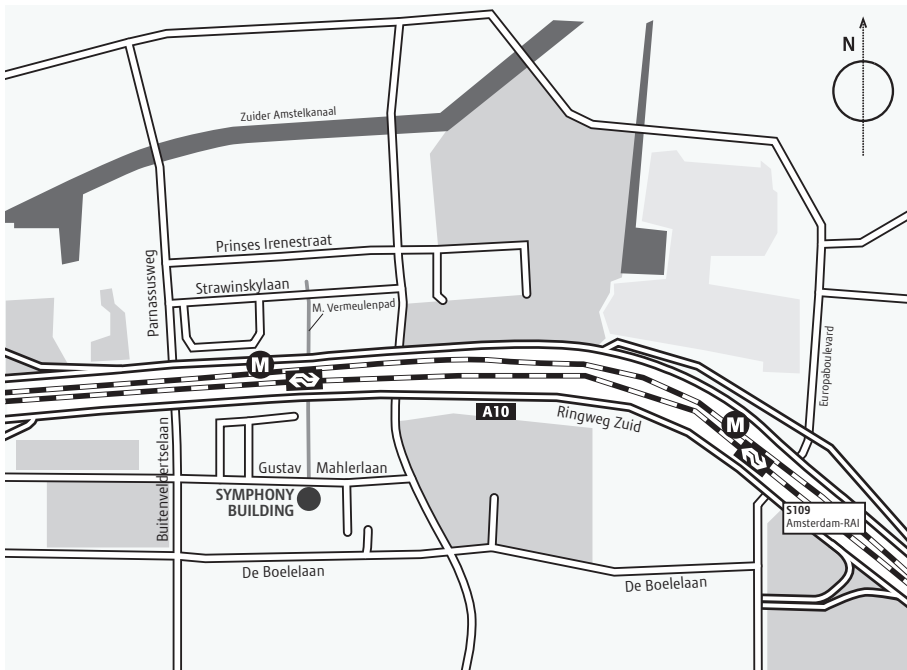 N
Zuider Amstelkanaal
Prinses Irenestraat
Parnassusweg
Strawinskylaan
M. Vermeulenpad
Europaboulevard
M
A10
Ringweg Zuid
M
Buitenveldertselaan
Gustav Mahlerlaan
SYMPHONY
BUILDING
S109
Amsterdam-RAI
De Boelelaan
De Boelelaan